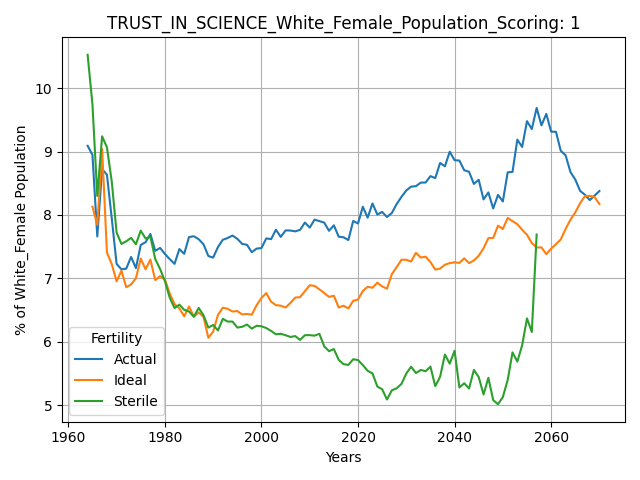 TRUST_IN_SCIENCE_White_Female_Population_Scoring: 1
% of White_Female Population
10
9
8
7
6
5
Fertility
Actual
Ideal
Sterile
1960 1980 2000 2020 2040 2060
Years